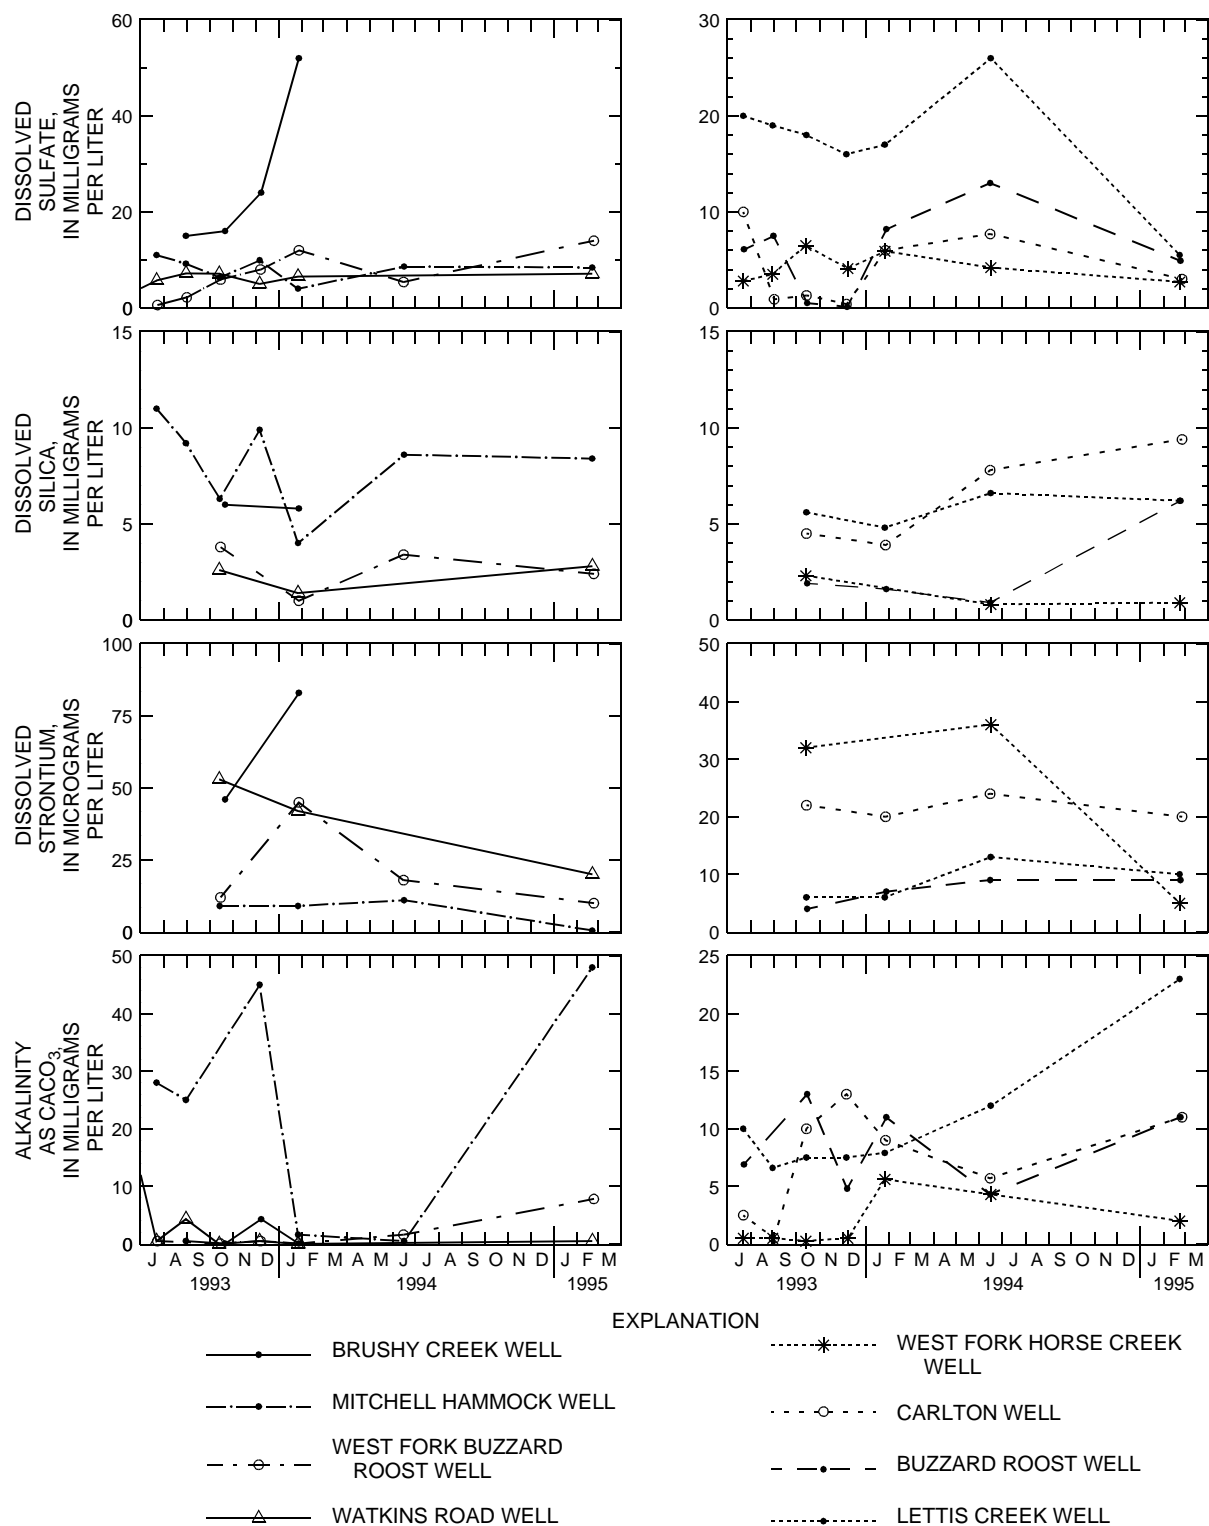 DISSOLVED
SULFATE,
IN MILLIGRAMS
PER LITER
60
40
20
0
30
20
10
0
DISSOLVED
SILICA,
IN MILLIGRAMS
PER LITER
15
10
5
0
15
10
5
0
DISSOLVED
STRONTIUM,
IN MICROGRAMS
PER LITER
100
75
50
25
0
50
40
30
20
10
0
ALKALINITY
AS CACO3,
IN MILLIGRAMS
PER LITER
50
40
30
20
10
0
25
20
15
10
5
0
J A S O N D J F M A M J J A S O N D J F M
1993 1994 1995
J A S O N D J F M A M J J A S O N D J F M
1993 1994 1995
EXPLANATION
BRUSHY CREEK WELL
MITCHELL HAMMOCK WELL
WEST FORK BUZZARD
ROOST WELL
WATKINS ROAD WELL
WEST FORK HORSE CREEK
WELL
CARLTON WELL
BUZZARD ROOST WELL
LETTIS CREEK WELL